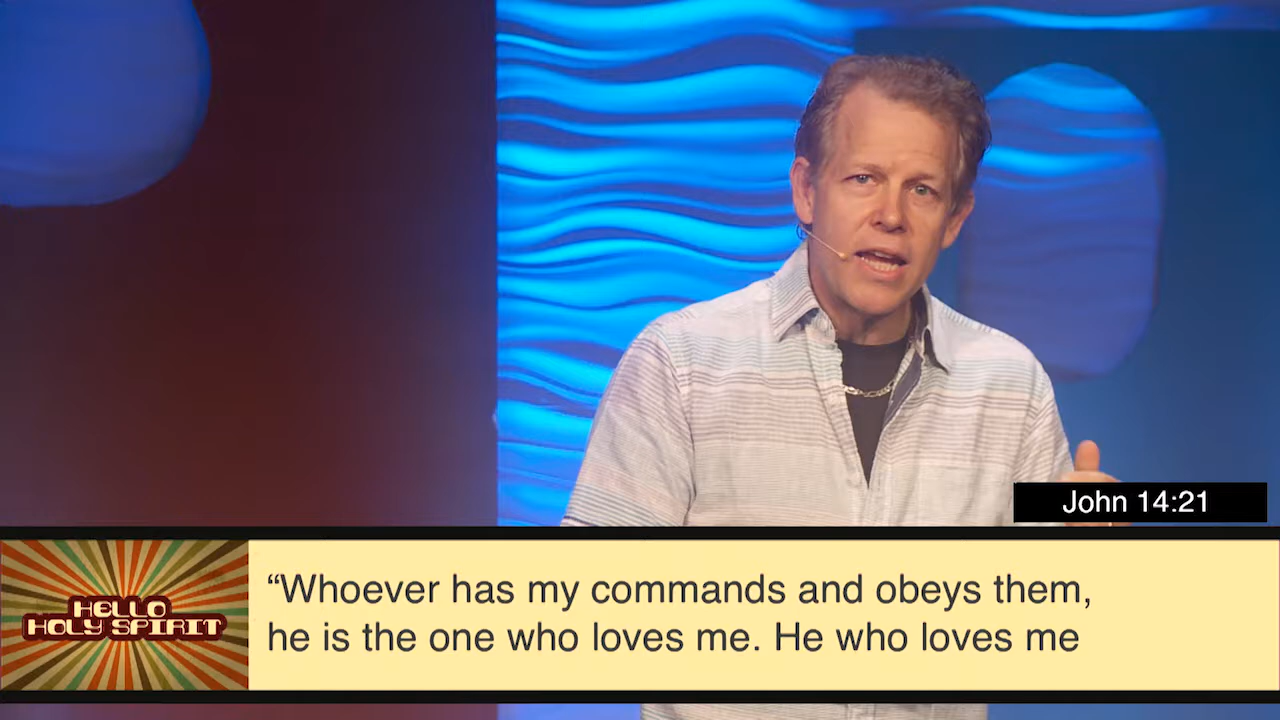 John 14:21
HELLO
HOLY SPIRIT
“Whoever has my commands and obeys them,
he is the one who loves me. He who loves me